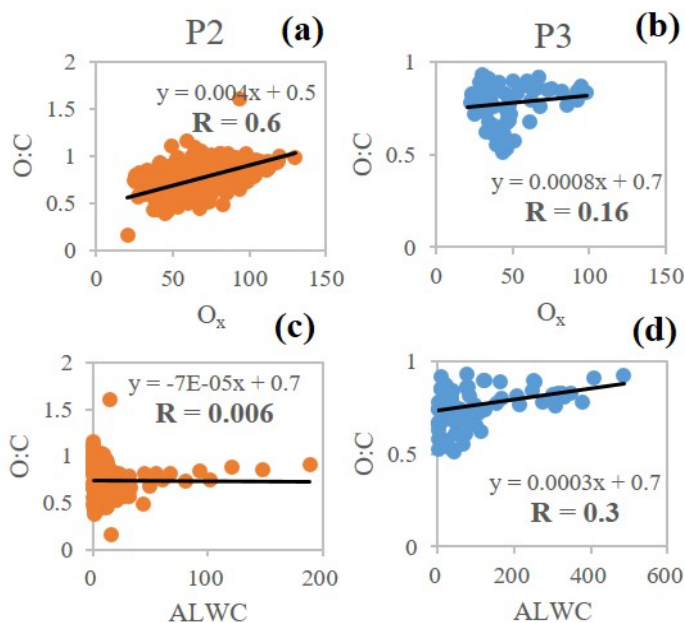 P2
(a)
2
1.5
1
0.5
0
O:C
y = 0.004x + 0.5
R = 0.6
0
50
100
150
Oₓ
P3
(b)
1
0.5
0
O:C
y = 0.0008x + 0.7
R = 0.16
0
50
100
150
Oₓ
(c)
2
1.5
1
0.5
0
O:C
y = -7E-05x + 0.7
R = 0.006
0
100
200
ALWC
(d)
1
0.5
0
O:C
y = 0.0003x + 0.7
R = 0.3
0
200
400
600
ALWC